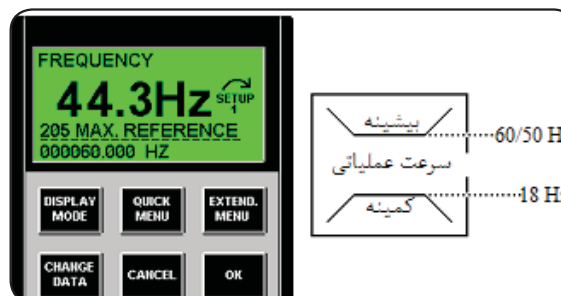 FREQUENCY
44.3Hz
SETUP
1
205 MAX. REFERENCE
000060.000 HZ
DISPLAY MODE
QUICK MENU
EXTEND. MENU
CHANGE DATA
CANCEL
OK
بیشینه
60/50 H
سرعت عملیاتی
18 H
کمینه